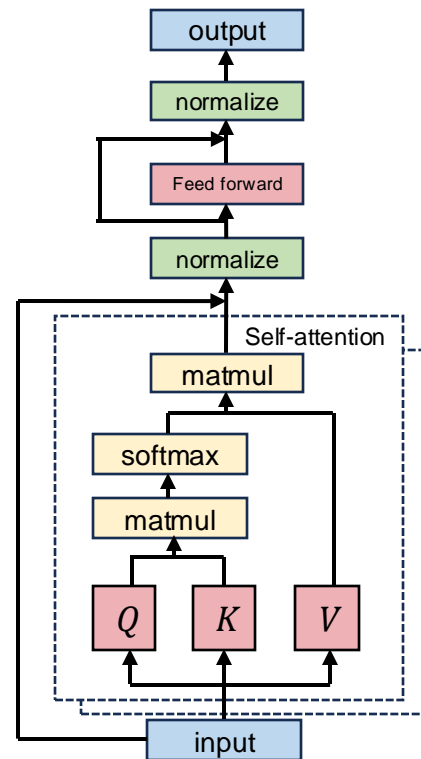 output
normalize
Feed forward
normalize
Self-attention
matmul
softmax
matmul
Q K V
input